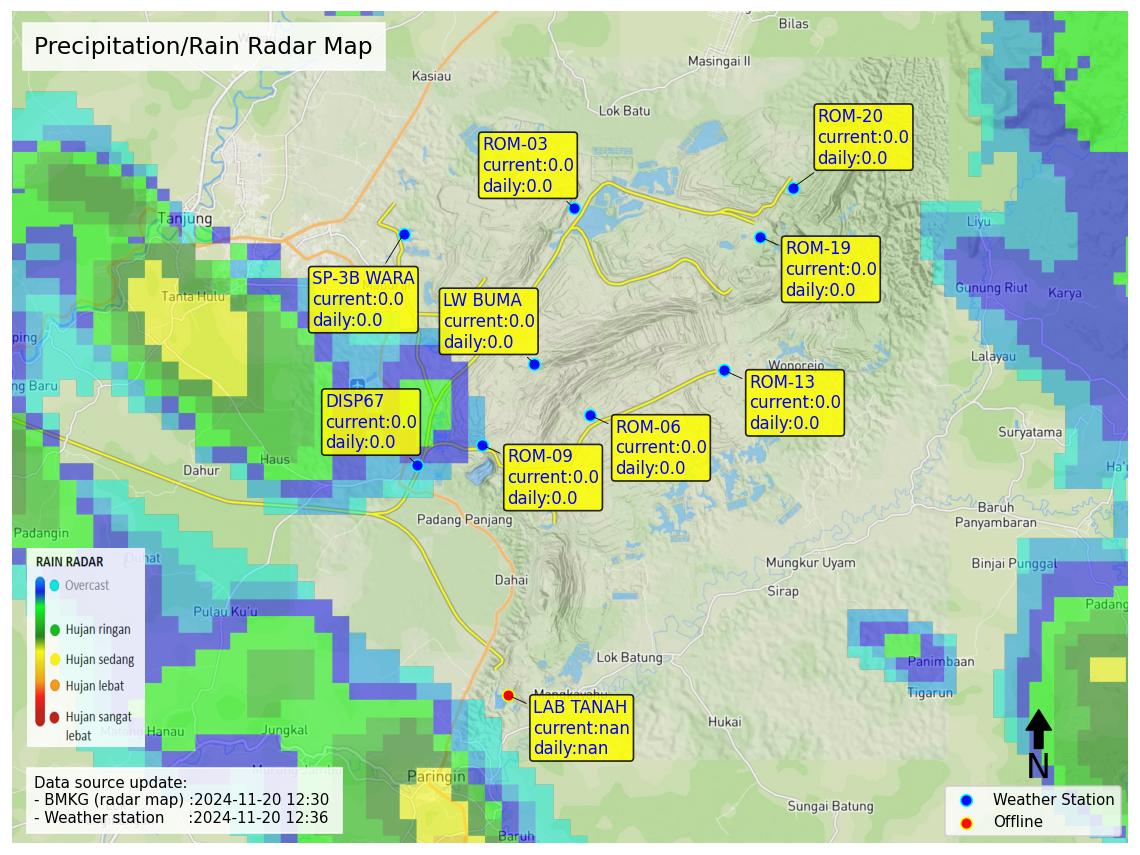 Precipitation/Rain Radar Map
Bilas
Masingai II
Kasiau
Lok Batu
ROM-20
current:0.0
daily:0.0
ROM-03
current:0.0
daily:0.0
Tanjung
Liyu
ROM-19
current:0.0
daily:0.0
SP-3B WARA
current:0.0
daily:0.0
Gunung Riut
Karya
Tanta Hulu
LW BUMA
current:0.0
daily:0.0
ping
Lalayau
Wonorejo
ng Baru
ROM-13
current:0.0
daily:0.0
DISP67
current:0.0
daily:0.0
ROM-06
current:0.0
daily:0.0
Suryatama
Haus
Dahur
ROM-09
current:0.0
daily:0.0
Ha'u
Baruh
Panyambaran
Padang Panjang
Padangin
Mungkur Uyam
Binjai Punggal
RAIN RADAR
Overcast
Hujan ringan
Hujan sedang
Hujan lebat
Hujan sangat
lebat
Dahai
Sirap
Padang
Pulau Ku'u
Lok Batung
Panimbaan
Tigarun
LAB TANAH
current:nan
daily:nan
Hukai
Jungkal
Hanau
N
Paringin
Data source update:
- BMKG (radar map) :2024-11-20 12:30
- Weather station :2024-11-20 12:36
Sungai Batung
Baruh
Weather Station
Offline